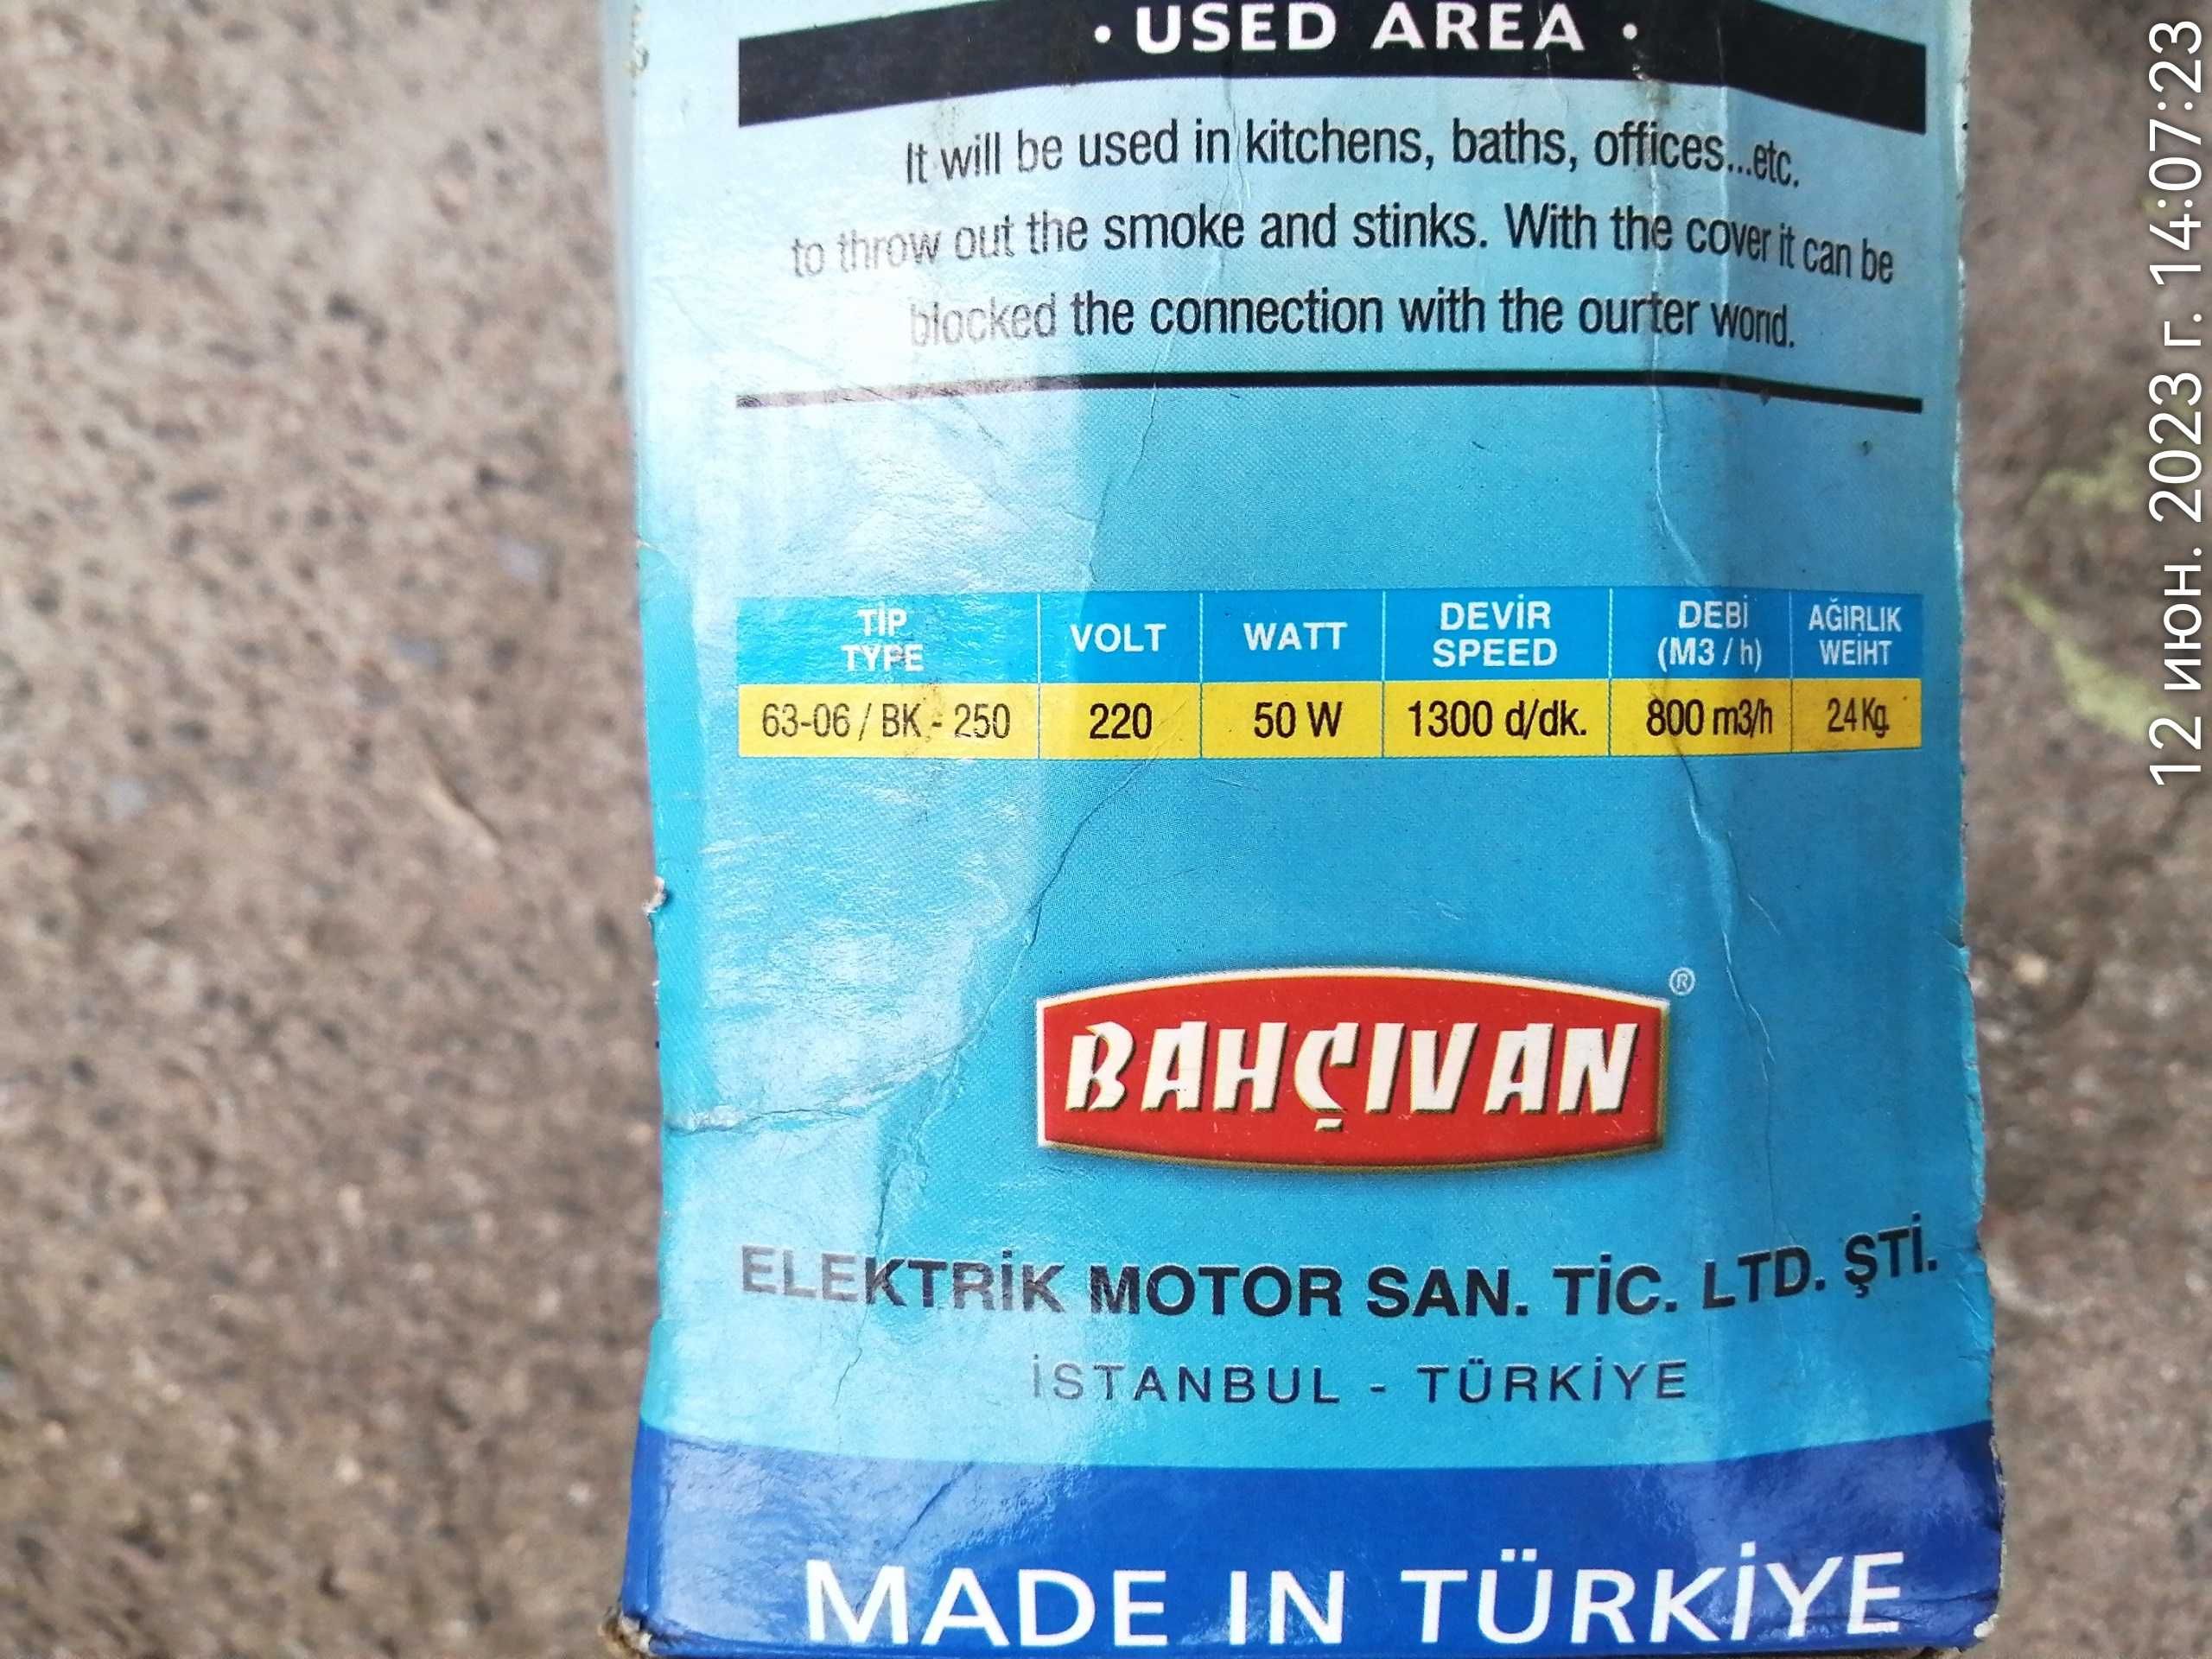 • USED AREA •
It will be used in kitchens, baths, offices...etc.
to throw out the smoke and stinks. With the cover it can be
blocked the connection with the ourter world.
TİP TYPE VOLT WATT DEVİR SPEED DEBİ (M3 / h) AĞIRLIK WEİHT
63-06 / BK - 250 220 50 W 1300 d/dk. 800 m3/h 24 Kg.
BAHÇIVAN ®
ELEKTRİK MOTOR SAN. TİC. LTD. ŞTİ.
İSTANBUL - TÜRKİYE
MADE IN TÜRKİYE
12 июн. 2023 г. 14:07:23